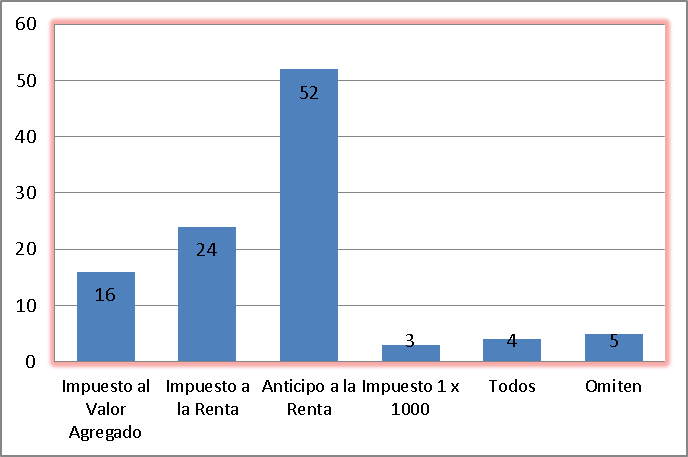 60
50
40
30
20
10
0
52
24
16
3
4
5
Impuesto al Valor Agregado
Impuesto a la Renta
Anticipo a la Renta
Impuesto 1 x 1000
Todos
Omiten